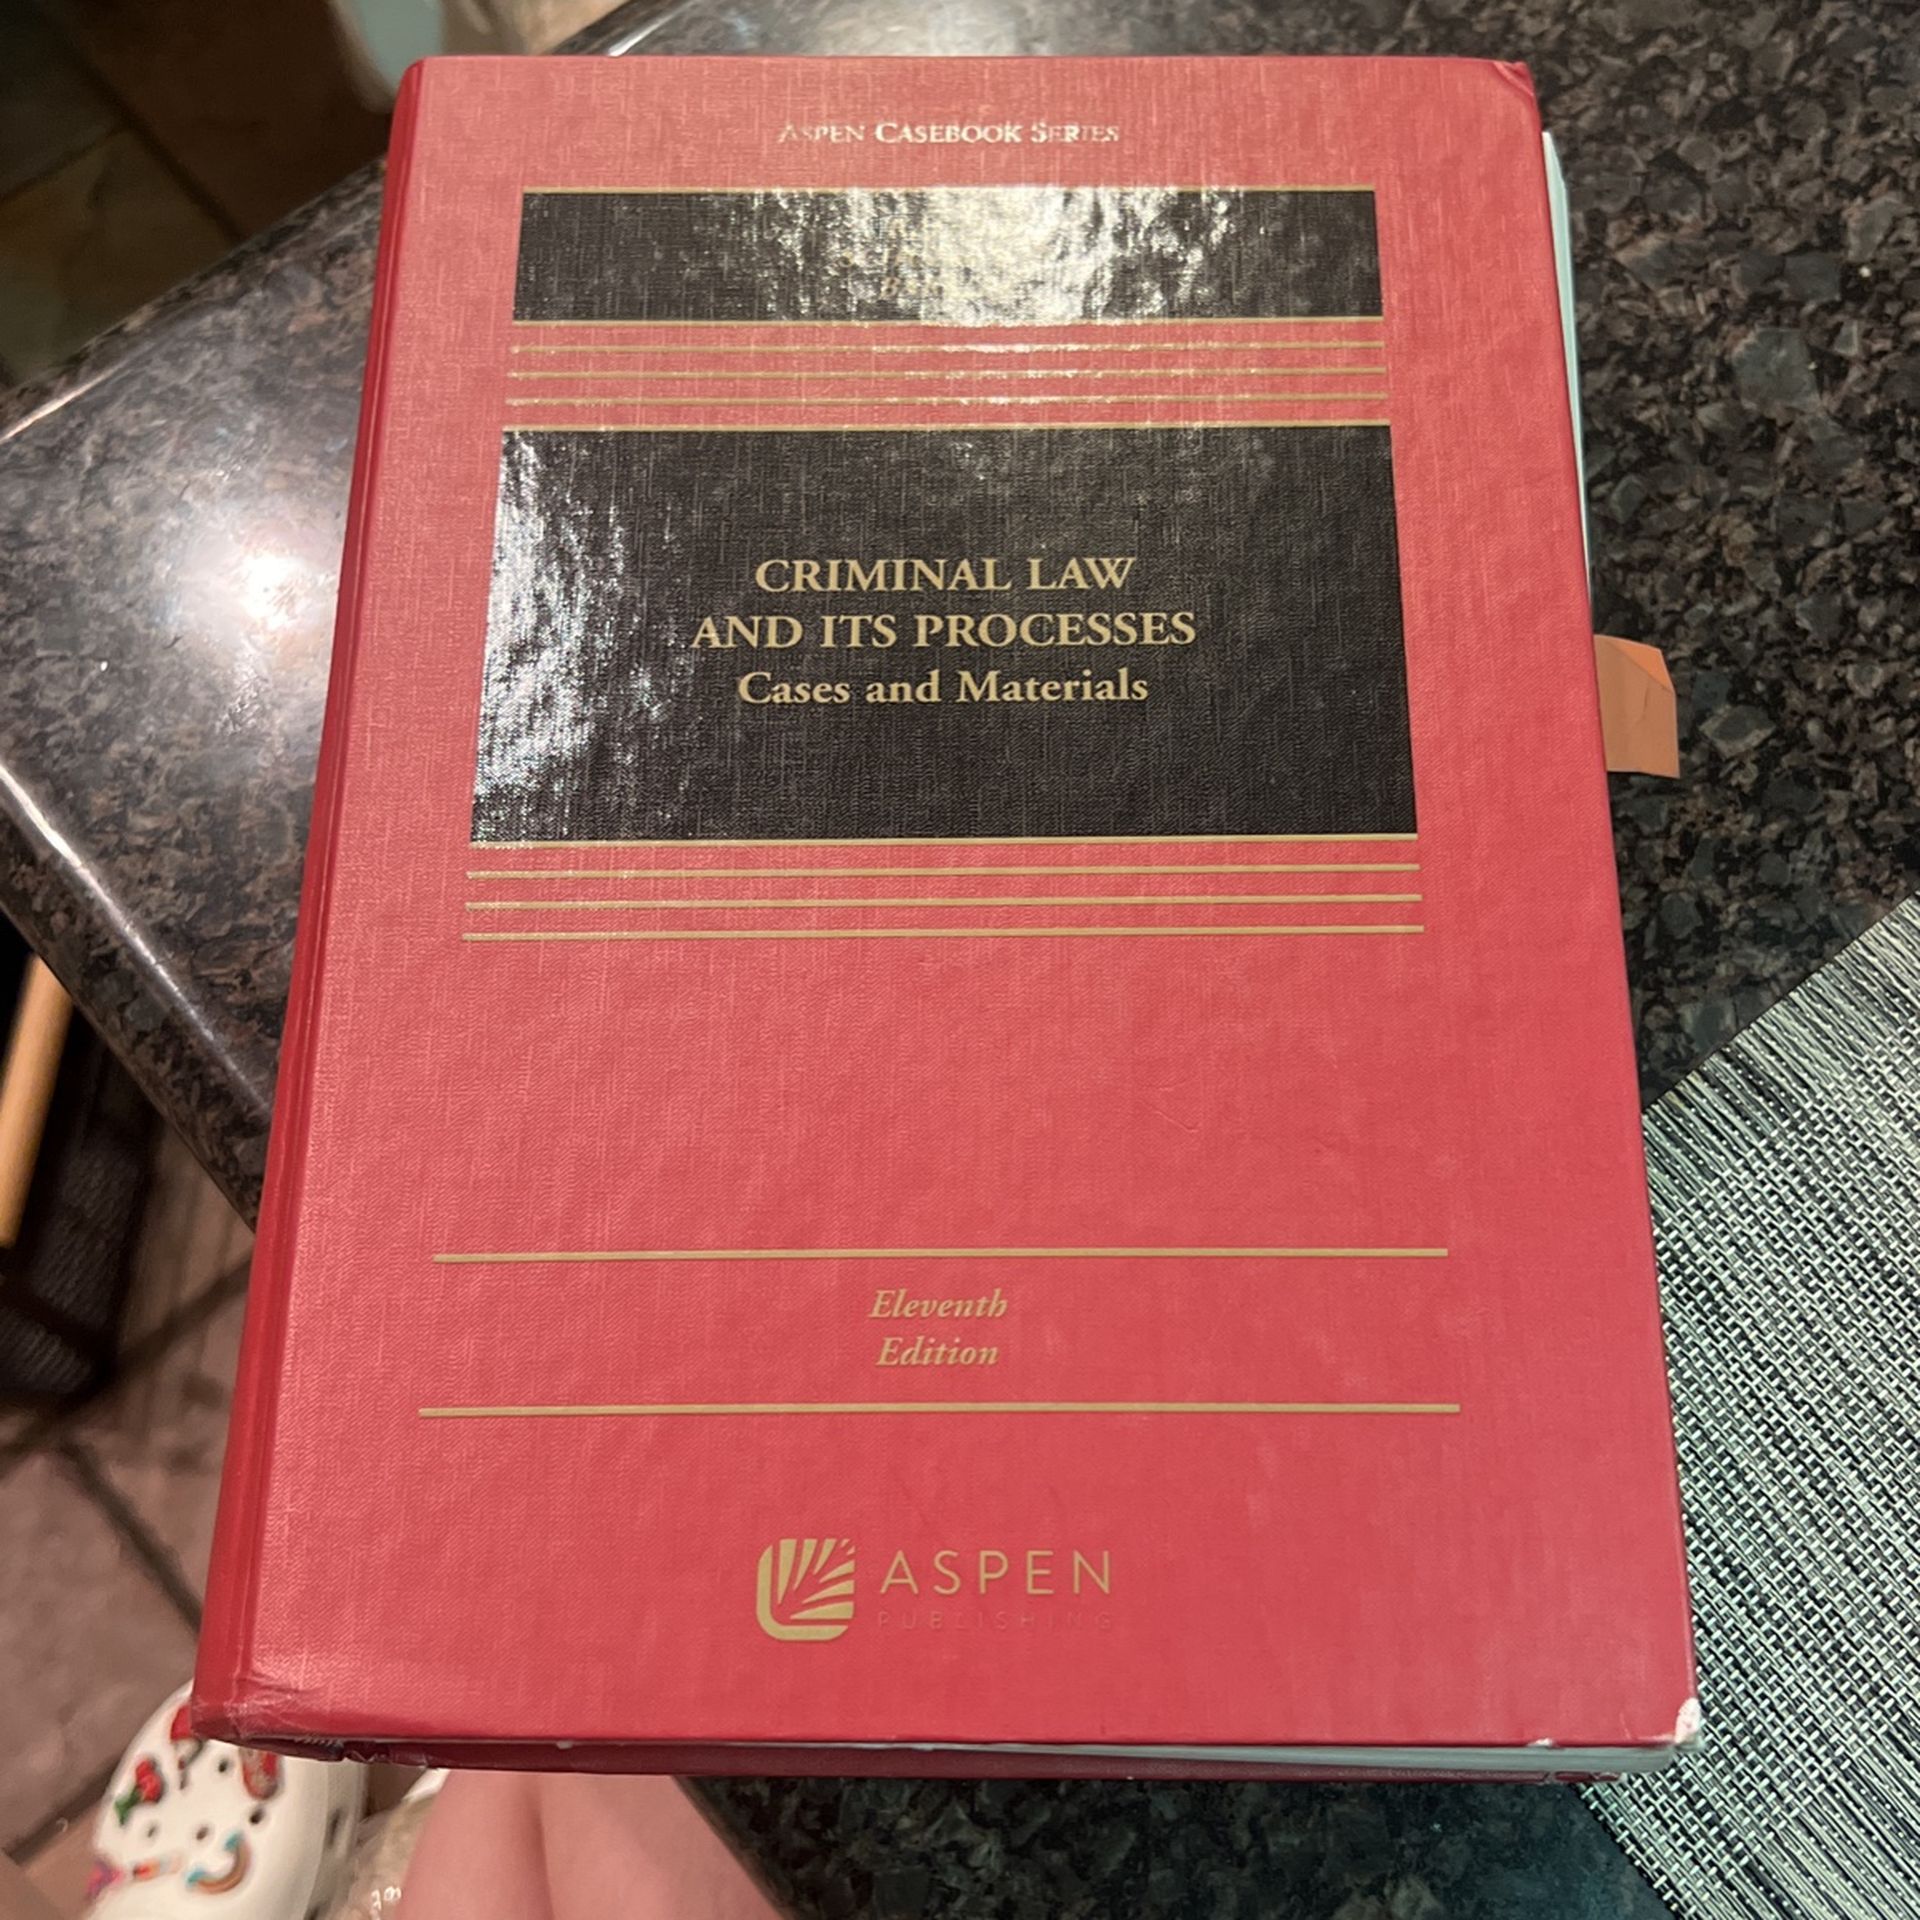 ASPEN CASEBOOK SERIES
CRIMINAL LAW
AND ITS PROCESSES
Cases and Materials
Eleventh
Edition
ASPEN
PUBLISHING